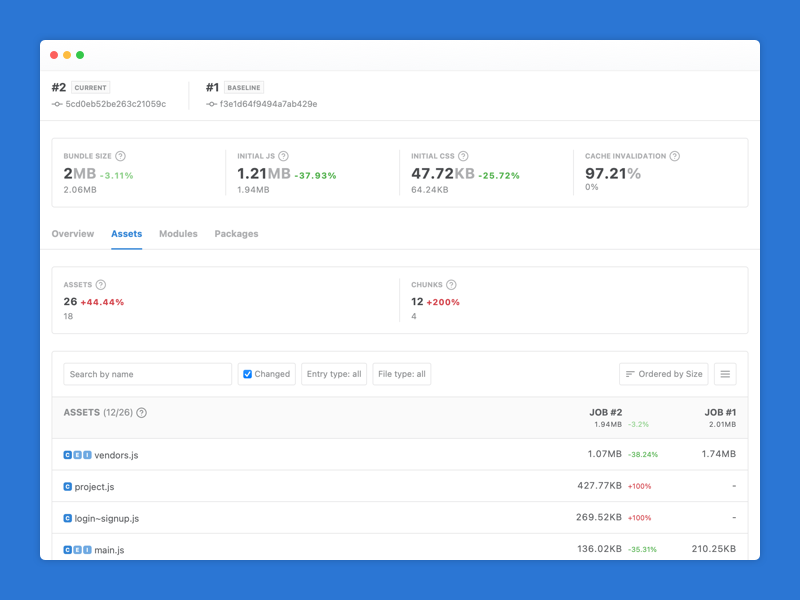 #2 CURRENT
5cd0eb52be263c21059c
#1 BASELINE
f3e1d64f9494a7ab429e
BUNDLE SIZE ?
2MB -3.11%
2.06MB
INITIAL JS ?
1.21MB -37.93%
1.94MB
INITIAL CSS ?
47.72KB -25.72%
64.24KB
CACHE INVALIDATION ?
97.21%
0%
Overview Assets Modules Packages
ASSETS ?
26 +44.44%
18
CHUNKS ?
12 +200%
4
Search by name Changed Entry type: all File type: all Ordered by Size
ASSETS (12/26) ? JOB #2 JOB #1
1.94MB -3.2% 2.01MB
C E I vendors.js 1.07MB -38.24% 1.74MB
C project.js 427.77KB +100% -
C login~signup.js 269.52KB +100% -
C E I main.js 136.02KB -35.31% 210.25KB